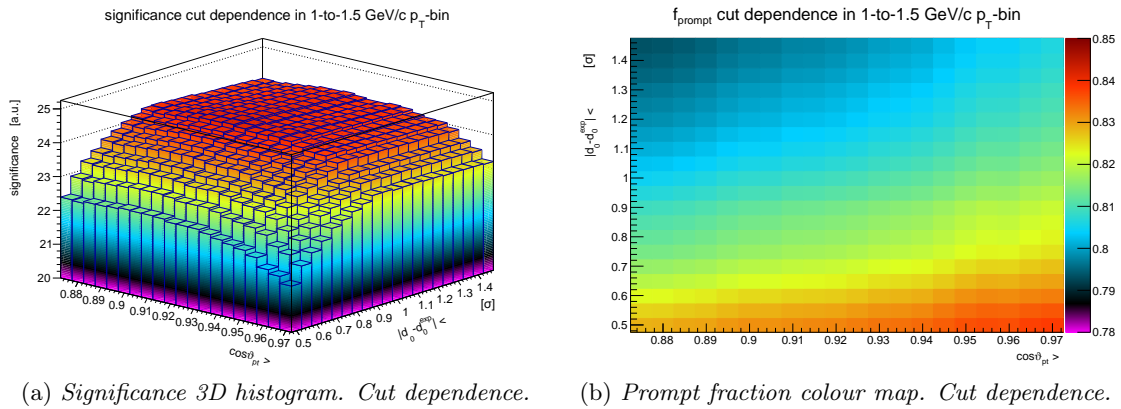 significance cut dependence in 1-to-1.5 GeV/c p_T-bin
significance [a.u.]
25
24
23
22
21
20
0.88 0.89 0.9 0.91 0.92 0.93 0.94 0.95 0.96 0.97
cosϑ_pt >
0.5 0.6 0.7 0.8 0.9 1 1.1 1.2 1.3 1.4
|d_0-d_0^exp| <
[σ]
(a) Significance 3D histogram. Cut dependence.
f_prompt cut dependence in 1-to-1.5 GeV/c p_T-bin
|d_0-d_0^exp| < [σ]
1.4
1.3
1.2
1.1
1
0.9
0.8
0.7
0.6
0.5
0.88 0.89 0.9 0.91 0.92 0.93 0.94 0.95 0.96 0.97
cosϑ_pt >
0.85
0.84
0.83
0.82
0.81
0.8
0.79
0.78
(b) Prompt fraction colour map. Cut dependence.